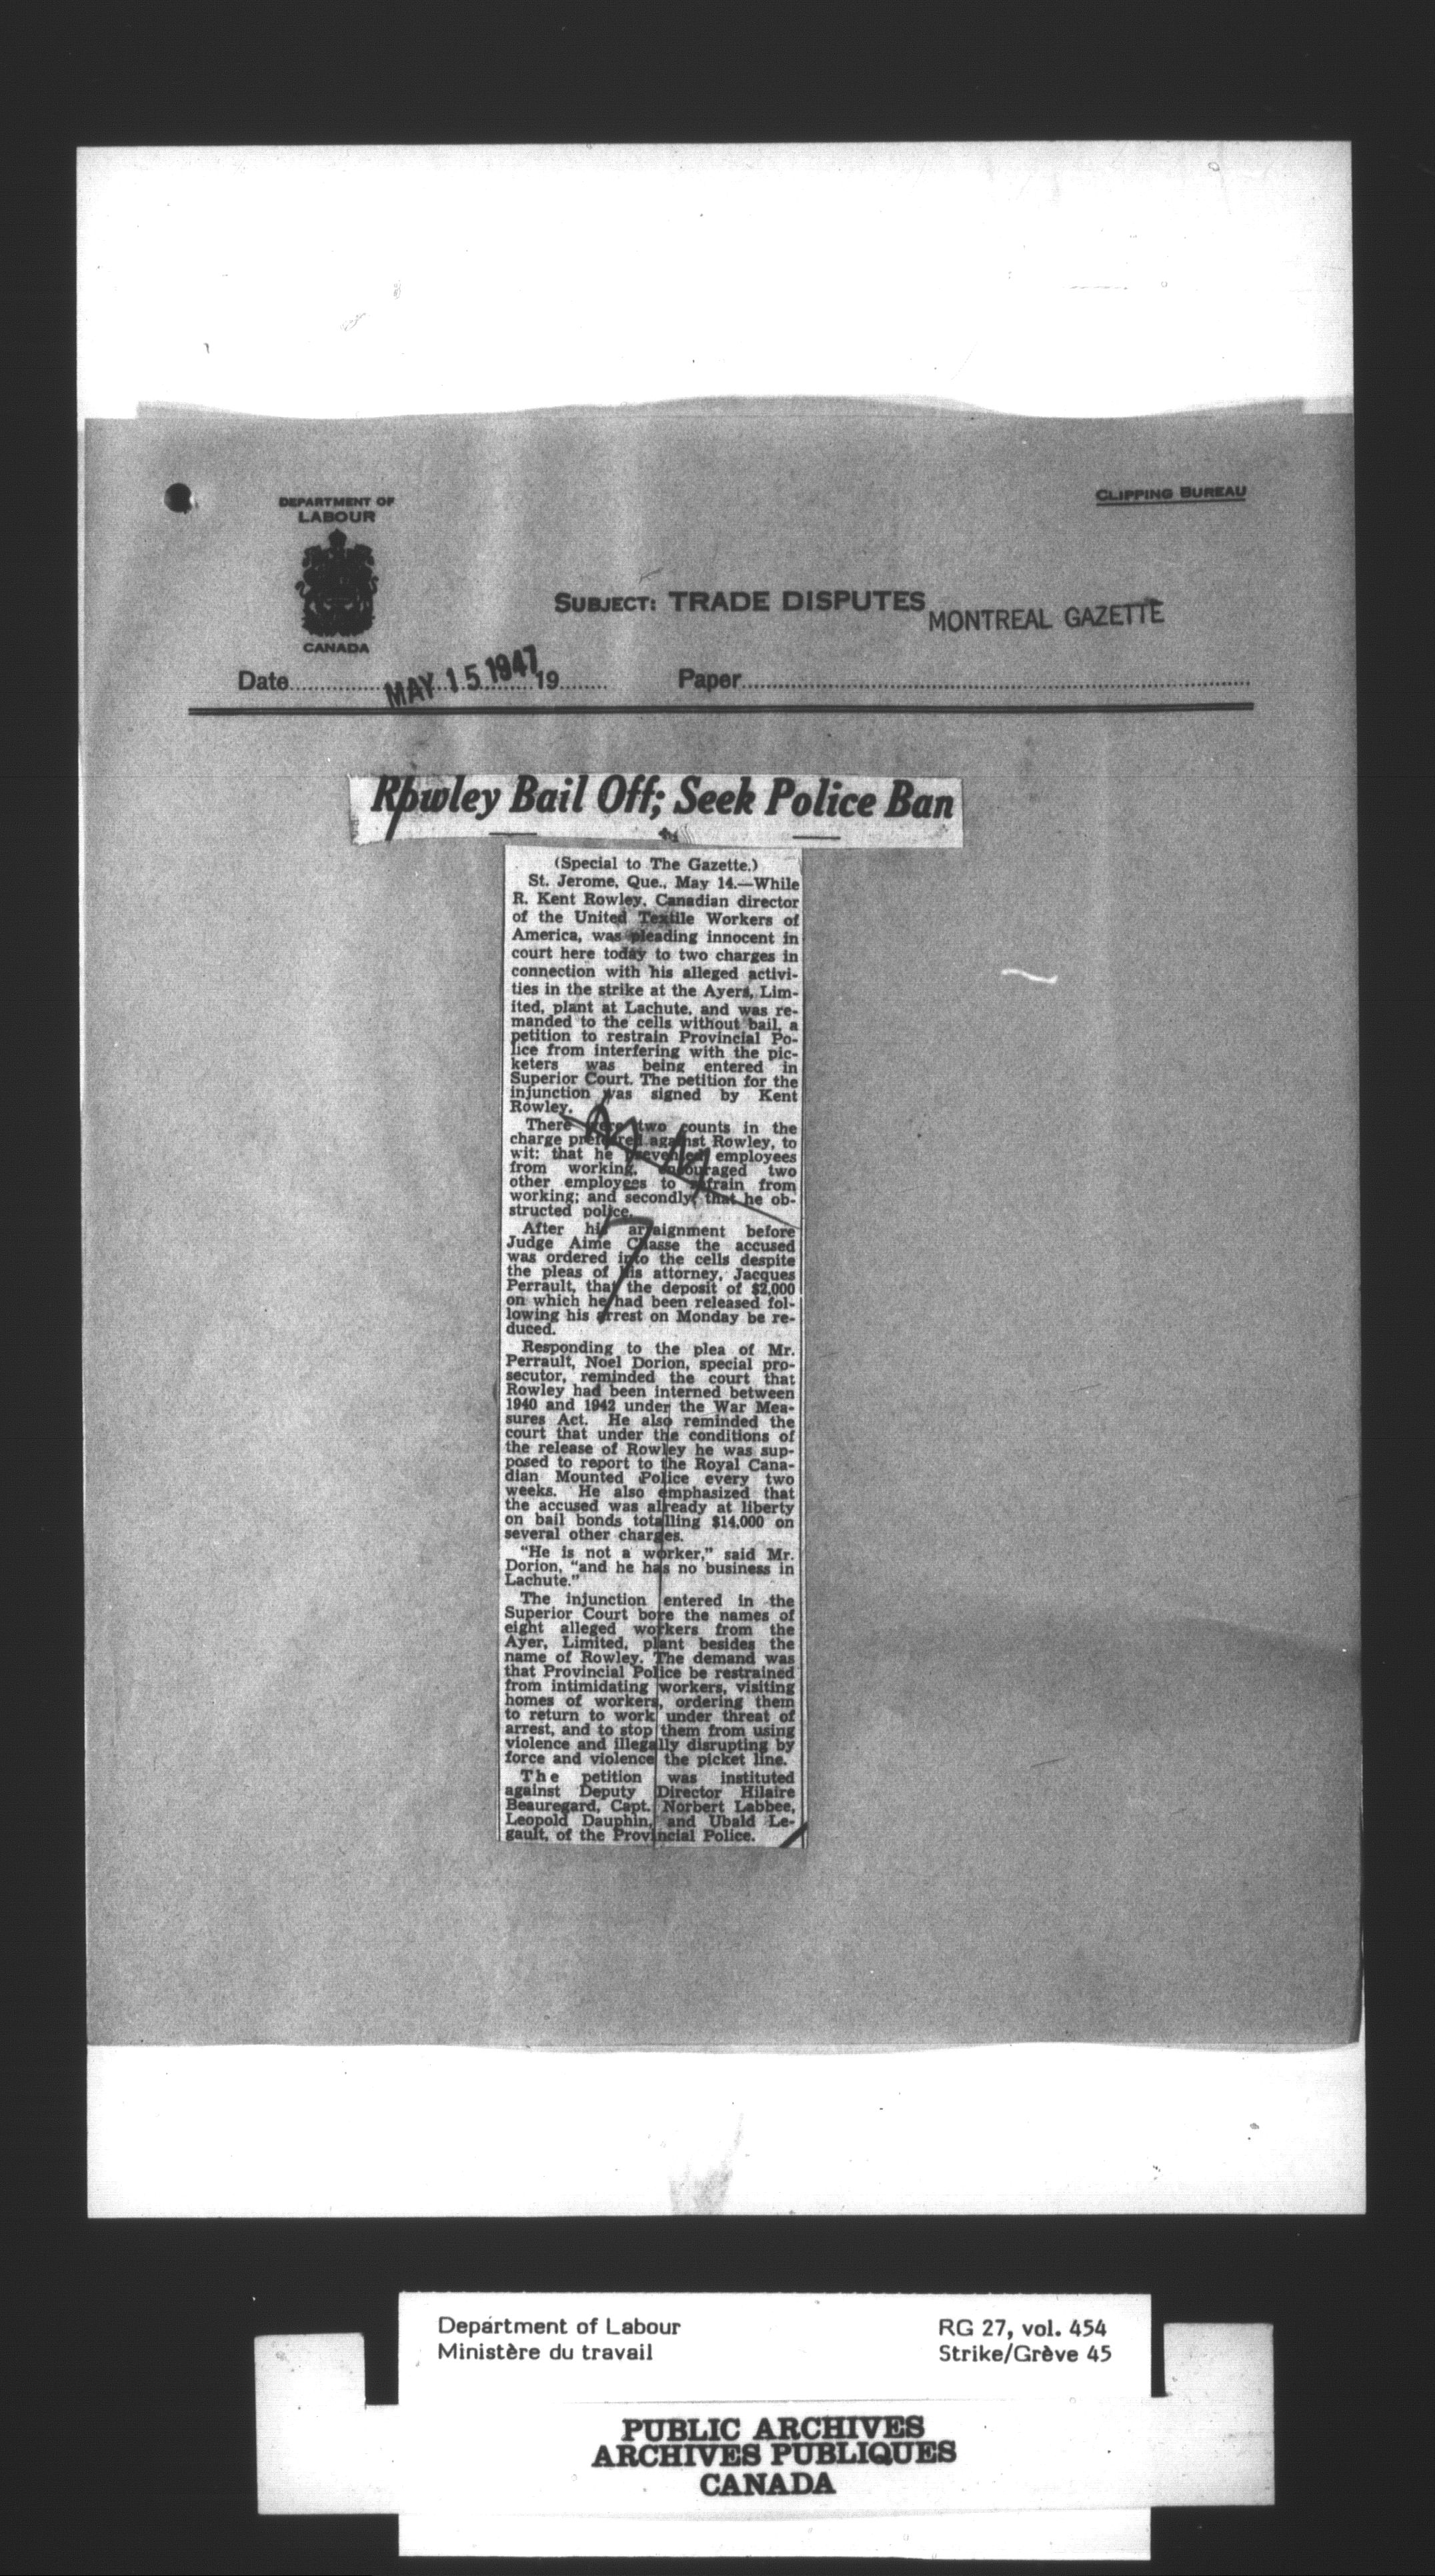 DEPARTMENT OF
LABOUR
CANADA
CLIPPING BUREAU
SUBJECT: TRADE DISPUTES
MONTREAL GAZETTE
Date MAY 15 1947 19 Paper
Rowley Bail Off; Seek Police Ban
(Special to The Gazette.)
St. Jerome, Que., May 14.—While
R. Kent Rowley, Canadian director
of the United Textile Workers of
America, was pleading innocent in
court here today to two charges in
connection with his alleged activi-
ties in the strike at the Ayers, Lim-
ited, plant at Lachute, and was re-
manded to the cells without bail, a
petition to restrain Provincial Po-
lice from interfering with the pic-
keters was being entered in
Superior Court. The petition for the
injunction was signed by Kent
Rowley.
There were two counts in the
charge preferred against Rowley, to
wit: that he prevented employees
from working, encouraged two
other employees to refrain from
working; and secondly, that he ob-
structed police.
After his arraignment before
Judge Aime Chasse the accused
was ordered into the cells despite
the pleas of his attorney, Jacques
Perrault, that the deposit of $2,000
on which he had been released fol-
lowing his arrest on Monday be re-
duced.
Responding to the plea of Mr.
Perrault, Noel Dorion, special pro-
secutor, reminded the court that
Rowley had been interned between
1940 and 1942 under the War Mea-
sures Act. He also reminded the
court that under the conditions of
the release of Rowley he was sup-
posed to report to the Royal Cana-
dian Mounted Police every two
weeks. He also emphasized that
the accused was already at liberty
on bail bonds totalling $14,000 on
several other charges.
"He is not a worker," said Mr.
Dorion, "and he has no business in
Lachute."
The injunction entered in the
Superior Court bore the names of
eight alleged workers from the
Ayer, Limited, plant besides the
name of Rowley. The demand was
that Provincial Police be restrained
from intimidating workers, visiting
homes of workers, ordering them
to return to work under threat of
arrest, and to stop them from using
violence and illegally disrupting by
force and violence the picket line.
The petition was instituted
against Deputy Director Hilaire
Beauregard, Capt. Norbert Labbee,
Leopold Dauphin, and Ubald Le-
gault, of the Provincial Police.
Department of Labour
Ministère du travail
RG 27, vol. 454
Strike/Grève 45
PUBLIC ARCHIVES
ARCHIVES PUBLIQUES
CANADA